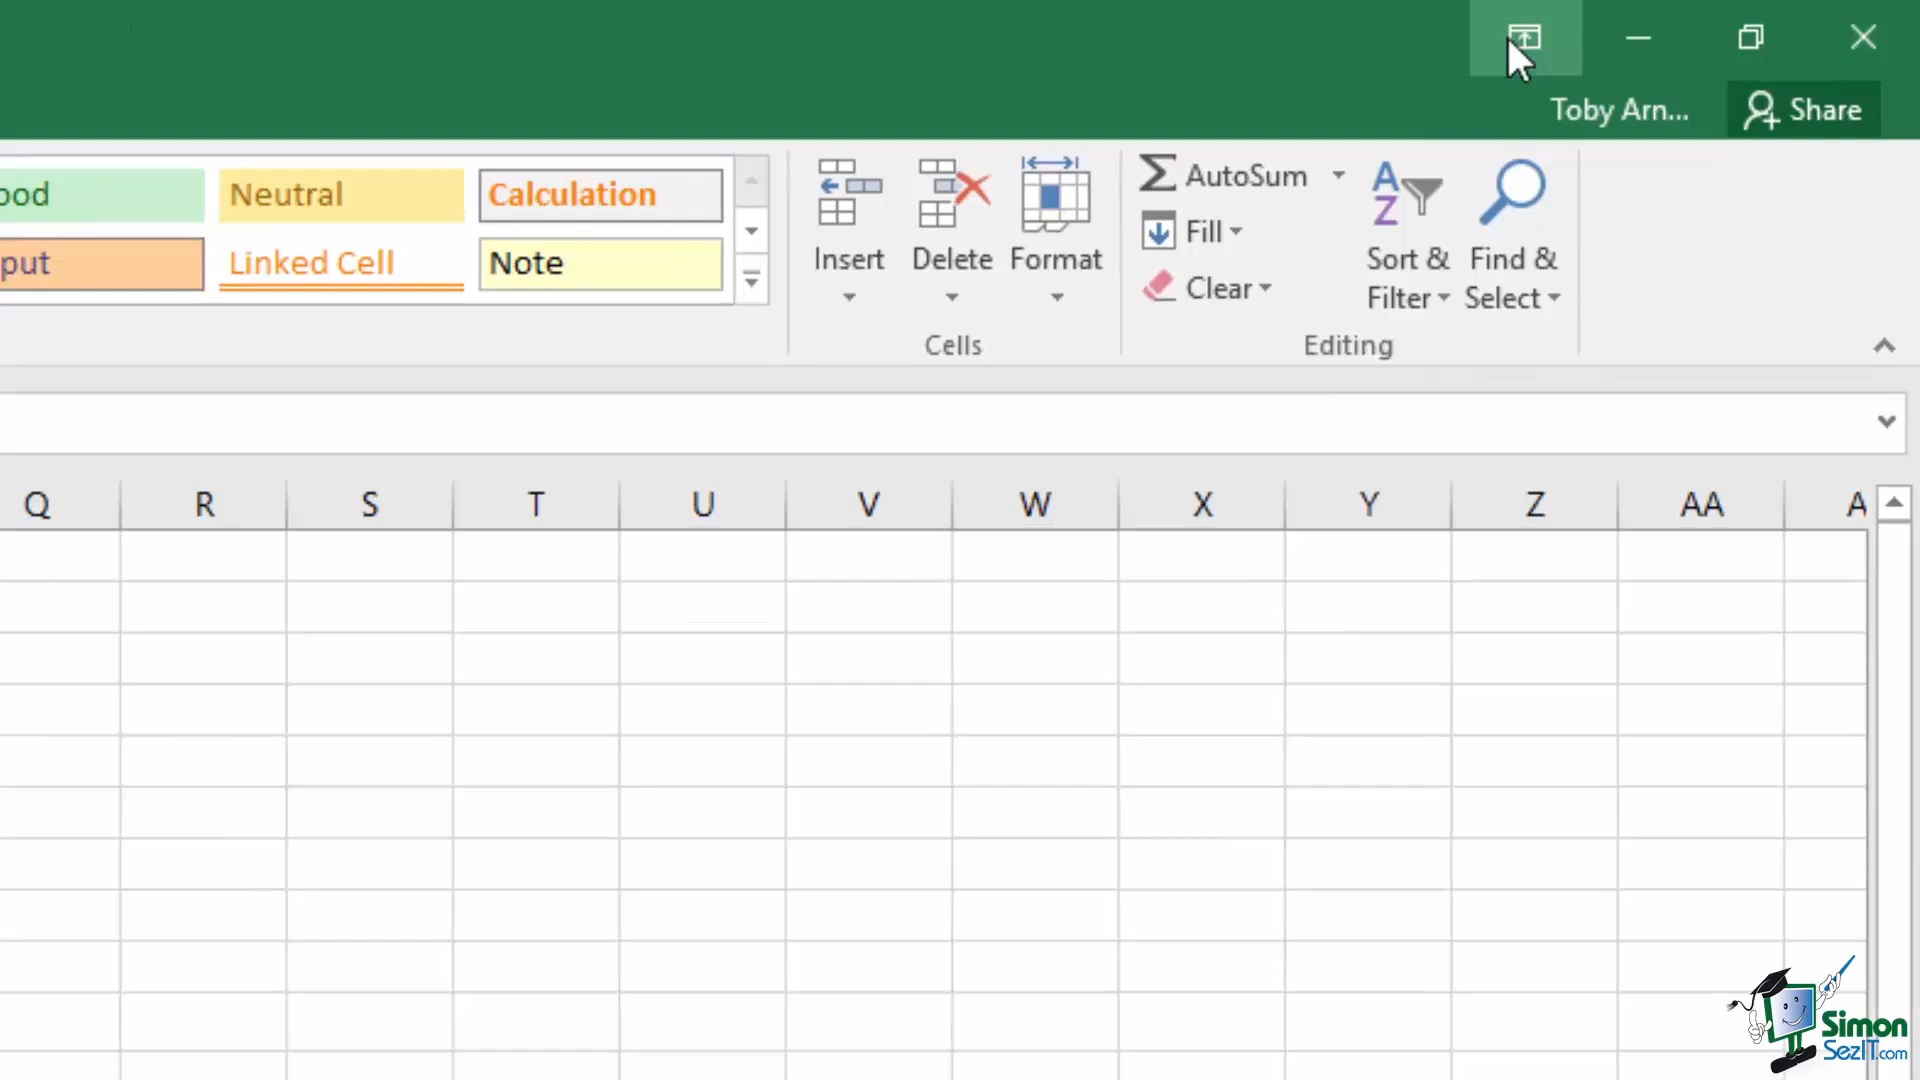 Toby Arn... Share
ood Neutral Calculation
put Linked Cell Note
Insert Delete Format
AutoSum
Fill
Clear
Sort & Filter
Find & Select
Cells Editing
Q R S T U V W X Y Z AA A
Simon
SezIT.com